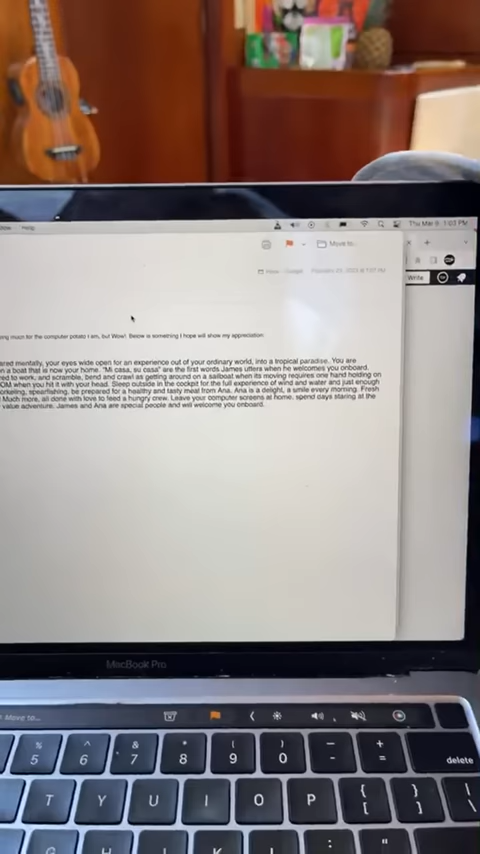 Help
Thu Mar 9 1:03 PM
Move to...
Write
ing much for the computer potato I am, but Wow! Below is something I hope will show my appreciation
ared mentally, your eyes wide open for an experience out of your ordinary world, into a tropical paradise. You are
n a boat that is now your home. "Mi casa, su casa" are the first words James utters when he welcomes you onboard.
red to work, and scramble, bend and crawl as getting around on a sailboat when its moving requires one hand holding on
OM when you hit it with your head. Sleep outside in the cockpit for the full experience of wind and water and just enough
orkeling, spearfishing, be prepared for a healthy and tasty meal from Ana. Ana is a delight, a smile every morning. Fresh
Much more, all done with love to feed a hungry crew. Leave your computer screens at home, spend days staring at the
value adventure. James and Ana are special people and will welcome you onboard.
MacBook Pro
Move to...
% ^ & * ( ) _ +
5 6 7 8 9 0 - = delete
T Y U I O P { [ } ] | \
G H J K L : "